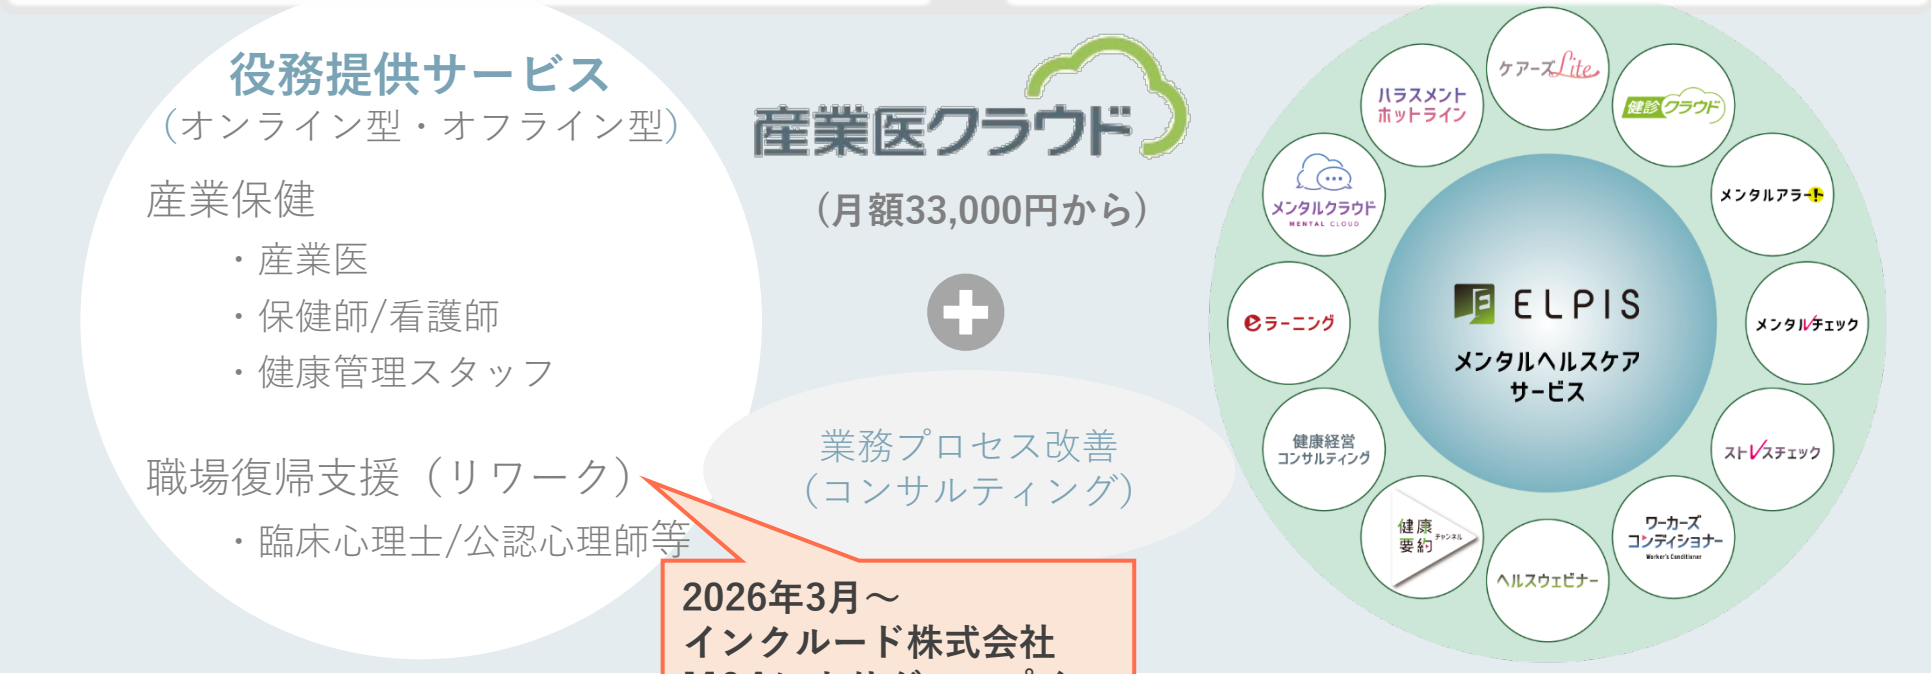 役務提供サービス
（オンライン型・オフライン型）
産業保健
・産業医
・保健師/看護師
・健康管理スタッフ
職場復帰支援（リワーク）
・臨床心理士/公認心理師等
産業医クラウド
（月額33,000円から）
業務プロセス改善
（コンサルティング）
2026年3月～
インクルード株式会社
ケアーズLite
健診クラウド
メンタルアラート
メンタルチェック
ストレスチェック
ワーカーズ
コンディショナー
Worker's Conditioner
ヘルスウェビナー
健康
要約
チャンネル
健康経営
コンサルティング
eラーニング
メンタルクラウド
MENTAL CLOUD
ハラスメント
ホットライン
ELPIS
メンタルヘルスケア
サービス